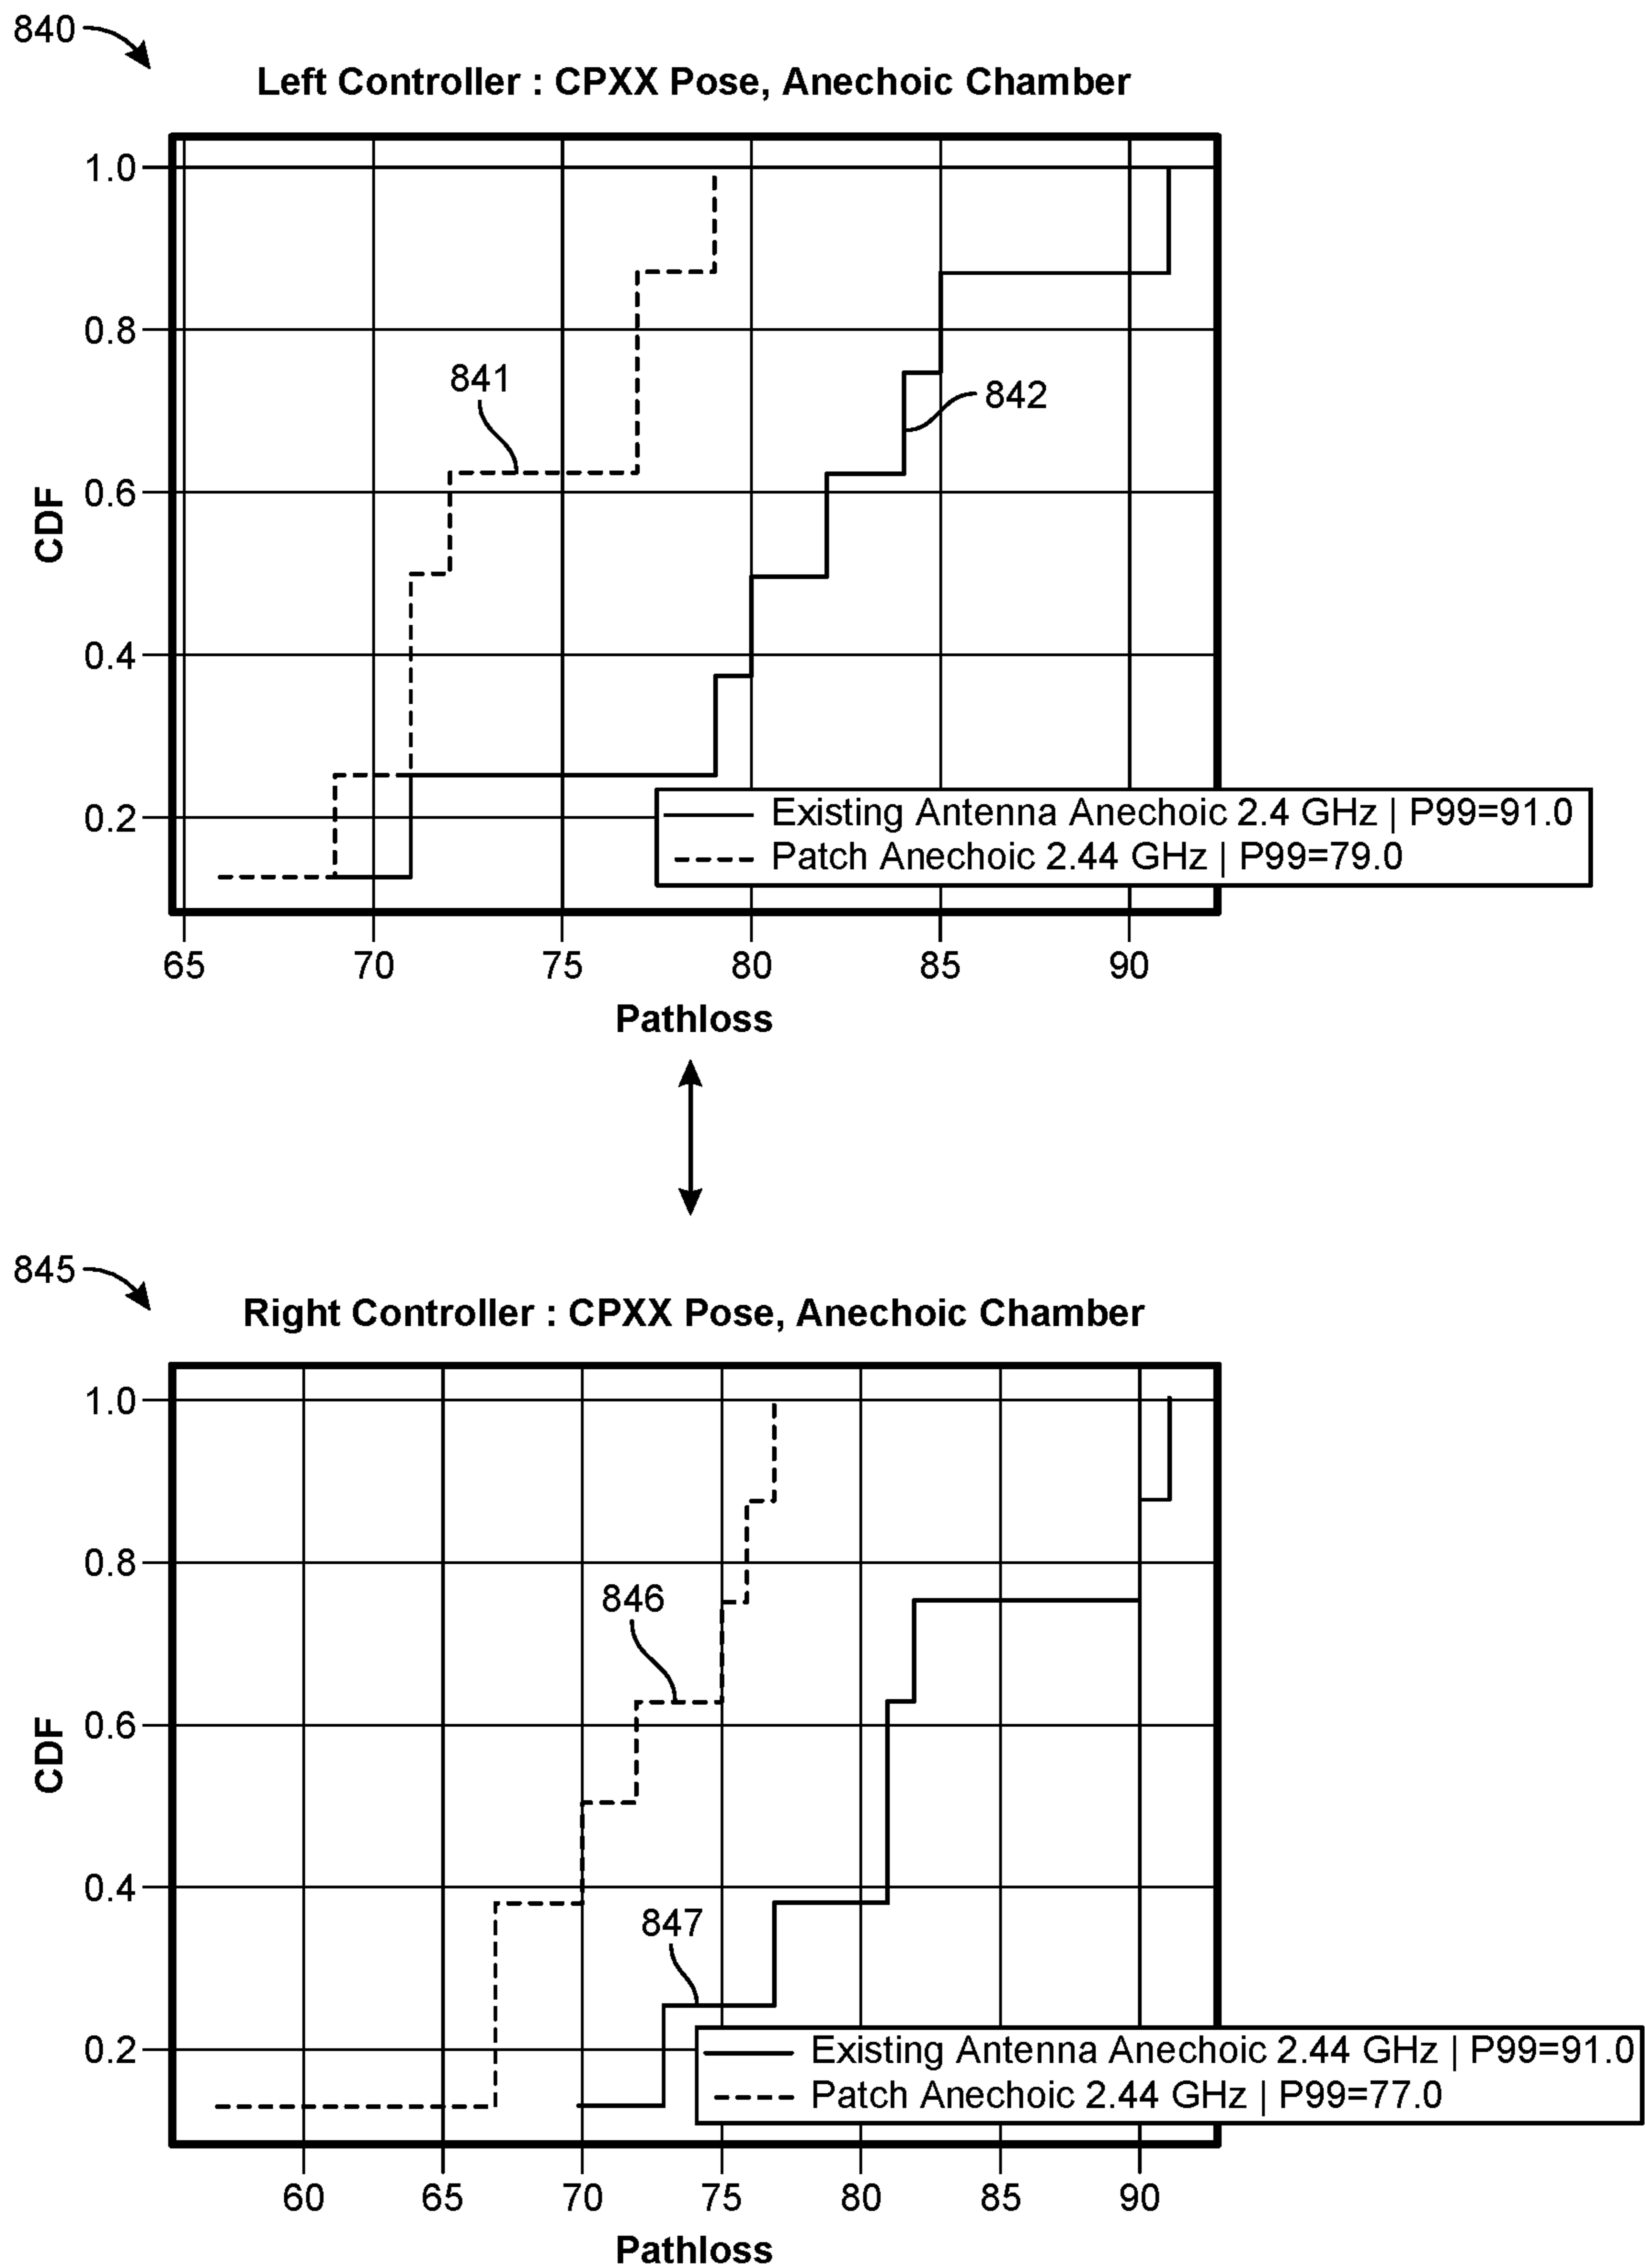 840
Left Controller : CPXX Pose, Anechoic Chamber
1.0
0.8
0.6
0.4
0.2
CDF
841
842
Existing Antenna Anechoic 2.4 GHz | P99=91.0
Patch Anechoic 2.44 GHz | P99=79.0
65 70 75 80 85 90
Pathloss
845
Right Controller : CPXX Pose, Anechoic Chamber
1.0
0.8
0.6
0.4
0.2
CDF
846
847
Existing Antenna Anechoic 2.44 GHz | P99=91.0
Patch Anechoic 2.44 GHz | P99=77.0
60 65 70 75 80 85 90
Pathloss